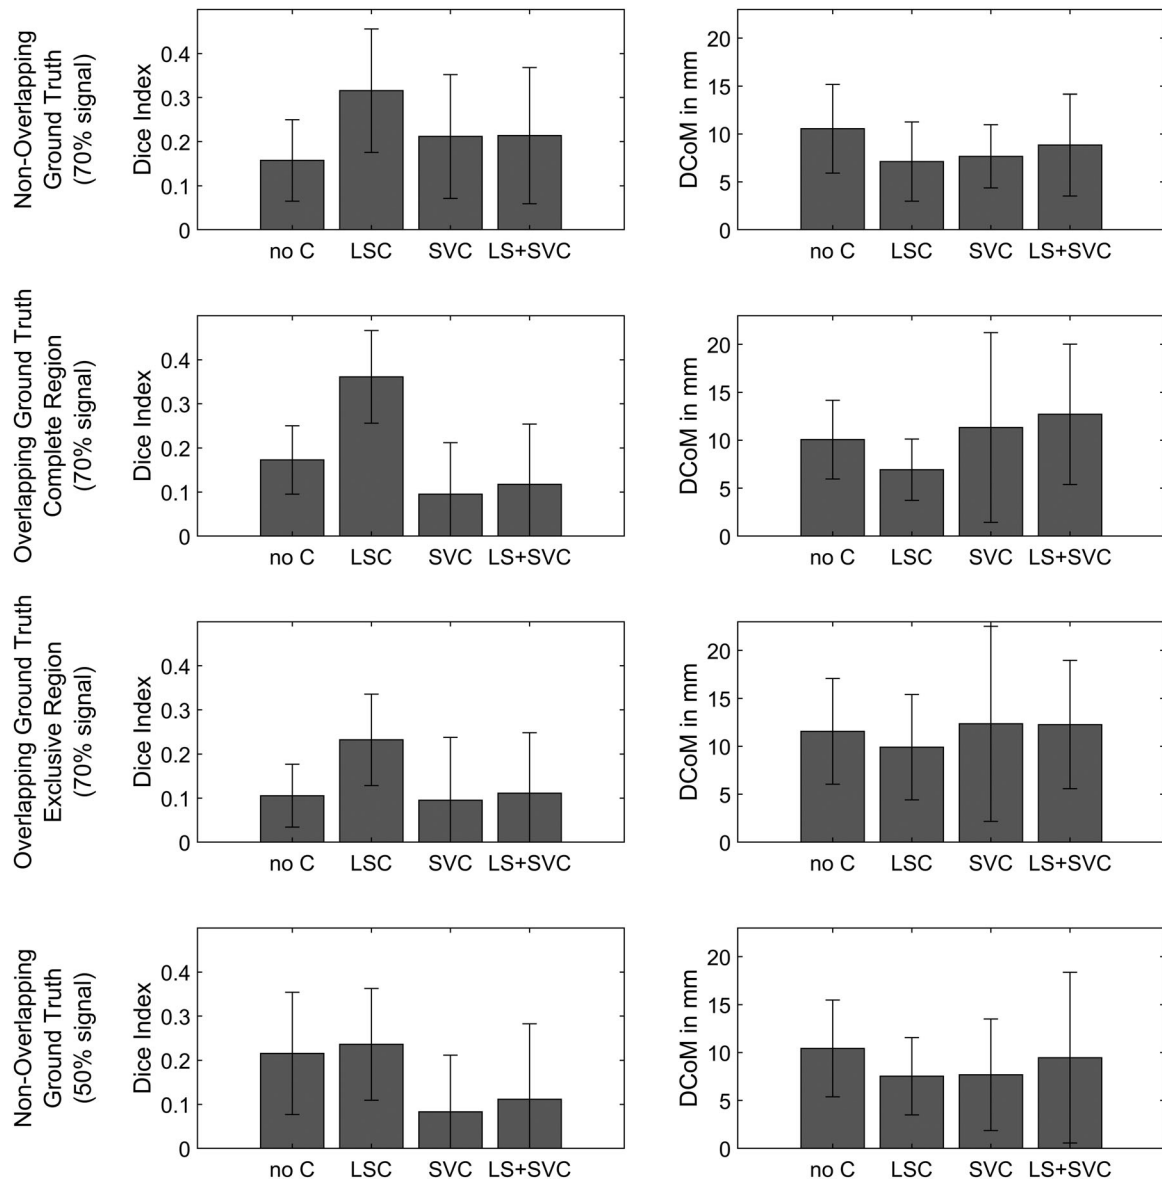 Non-Overlapping
Ground Truth
(70% signal)
Dice Index
0.4
0.3
0.2
0.1
0
no C LSC SVC LS+SVC
DCoM in mm
20
15
10
5
0
no C LSC SVC LS+SVC
Overlapping Ground Truth
Complete Region
(70% signal)
Dice Index
0.4
0.3
0.2
0.1
0
no C LSC SVC LS+SVC
DCoM in mm
20
15
10
5
0
no C LSC SVC LS+SVC
Overlapping Ground Truth
Exclusive Region
(70% signal)
Dice Index
0.4
0.3
0.2
0.1
0
no C LSC SVC LS+SVC
DCoM in mm
20
15
10
5
0
no C LSC SVC LS+SVC
Non-Overlapping
Ground Truth
(50% signal)
Dice Index
0.4
0.3
0.2
0.1
0
no C LSC SVC LS+SVC
DCoM in mm
20
15
10
5
0
no C LSC SVC LS+SVC